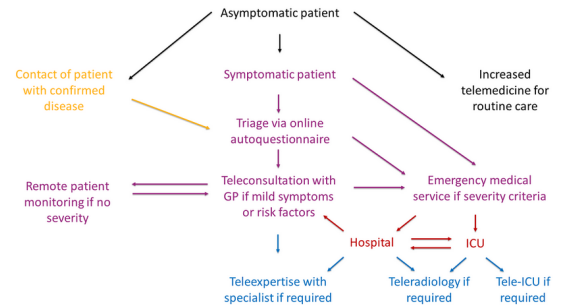 Asymptomatic patient
Contact of patient
with confirmed
disease
Symptomatic patient
Increased
telemedicine for
routine care
Triage via online
autoquestionnaire
Remote patient
monitoring if no
severity
Teleconsultation with
GP if mild symptoms
or risk factors
Emergency medical
service if severity criteria
Hospital
ICU
Teleexpertise with
specialist if required
Teleradiology if
required
Tele-ICU if
required